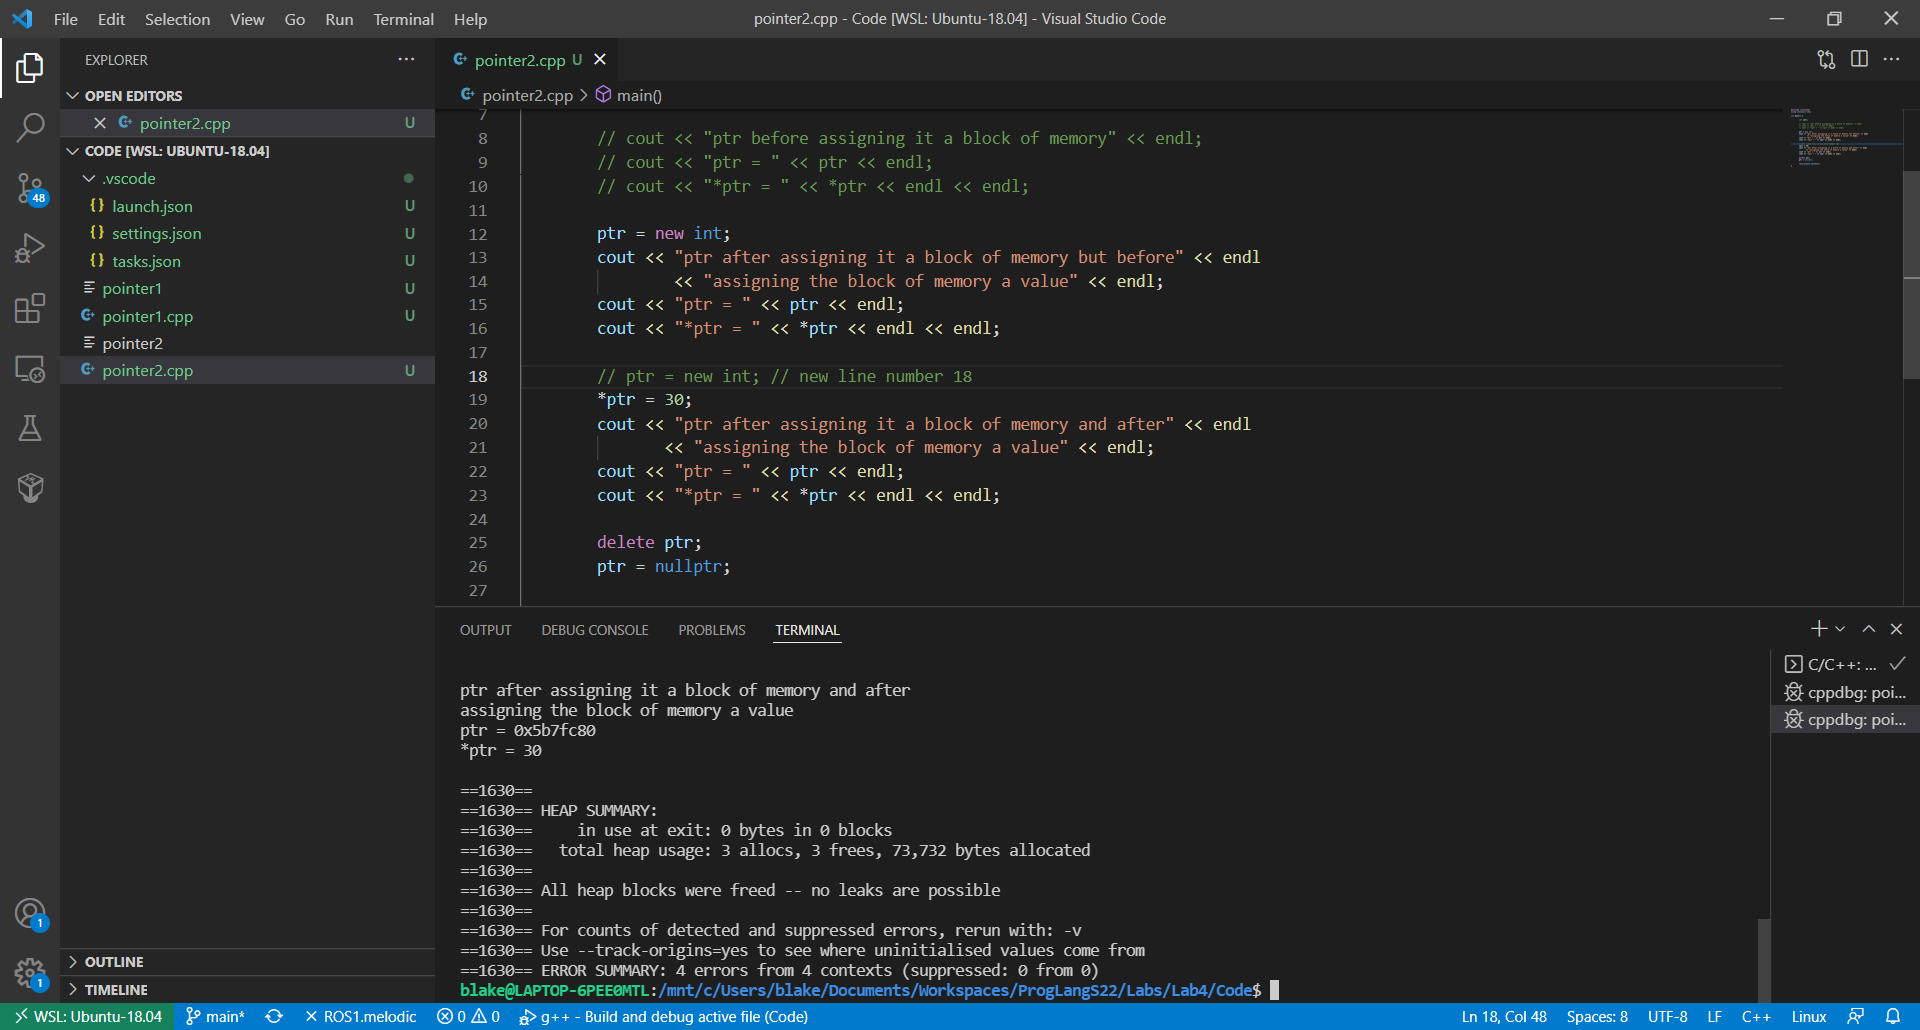 File Edit Selection View Go Run Terminal Help
pointer2.cpp - Code [WSL: Ubuntu-18.04] - Visual Studio Code
EXPLORER
OPEN EDITORS
pointer2.cpp U
CODE [WSL: UBUNTU-18.04]
.vscode
{} launch.json U
{} settings.json U
{} tasks.json U
pointer1 U
pointer1.cpp U
pointer2
pointer2.cpp U
OUTLINE
TIMELINE
48
1
1
pointer2.cpp U
pointer2.cpp > main()
7
8 // cout << "ptr before assigning it a block of memory" << endl;
9 // cout << "ptr = " << ptr << endl;
10 // cout << "*ptr = " << *ptr << endl << endl;
11
12 ptr = new int;
13 cout << "ptr after assigning it a block of memory but before" << endl
14 << "assigning the block of memory a value" << endl;
15 cout << "ptr = " << ptr << endl;
16 cout << "*ptr = " << *ptr << endl << endl;
17
18 // ptr = new int; // new line number 18
19 *ptr = 30;
20 cout << "ptr after assigning it a block of memory and after" << endl
21 << "assigning the block of memory a value" << endl;
22 cout << "ptr = " << ptr << endl;
23 cout << "*ptr = " << *ptr << endl << endl;
24
25 delete ptr;
26 ptr = nullptr;
27
OUTPUT DEBUG CONSOLE PROBLEMS TERMINAL
ptr after assigning it a block of memory and after
assigning the block of memory a value
ptr = 0x5b7fc80
*ptr = 30
==1630==
==1630== HEAP SUMMARY:
==1630==     in use at exit: 0 bytes in 0 blocks
==1630==   total heap usage: 3 allocs, 3 frees, 73,732 bytes allocated
==1630==
==1630== All heap blocks were freed -- no leaks are possible
==1630==
==1630== For counts of detected and suppressed errors, rerun with: -v
==1630== Use --track-origins=yes to see where uninitialised values come from
==1630== ERROR SUMMARY: 4 errors from 4 contexts (suppressed: 0 from 0)
blake@LAPTOP-6PEE0MTL:/mnt/c/Users/blake/Documents/Workspaces/ProgLangS22/Labs/Lab4/Code$
C/C++: ...
cppdbg: poi...
cppdbg: poi...
WSL: Ubuntu-18.04 main* ROS1.melodic 0 0 g++ - Build and debug active file (Code) Ln 18, Col 48 Spaces: 8 UTF-8 LF C++ Linux